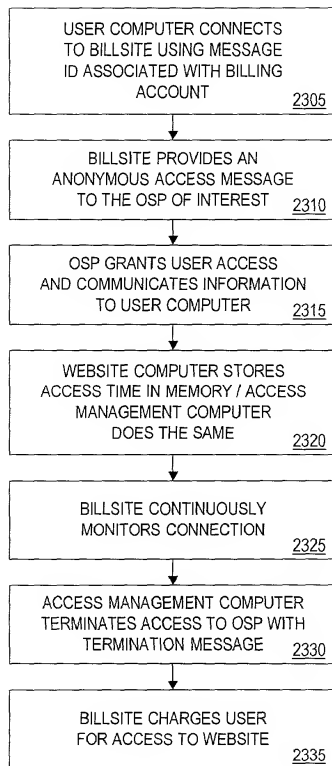 USER COMPUTER CONNECTS
TO BILLSITE USING MESSAGE
ID ASSOCIATED WITH BILLING
ACCOUNT
2305
BILLSITE PROVIDES AN
ANONYMOUS ACCESS MESSAGE
TO THE OSP OF INTEREST
2310
OSP GRANTS USER ACCESS
AND COMMUNICATES INFORMATION
TO USER COMPUTER
2315
WEBSITE COMPUTER STORES
ACCESS TIME IN MEMORY / ACCESS
MANAGEMENT COMPUTER
DOES THE SAME
2320
BILLSITE CONTINUOUSLY
MONITORS CONNECTION
2325
ACCESS MANAGEMENT COMPUTER
TERMINATES ACCESS TO OSP WITH
TERMINATION MESSAGE
2330
BILLSITE CHARGES USER
FOR ACCESS TO WEBSITE
2335